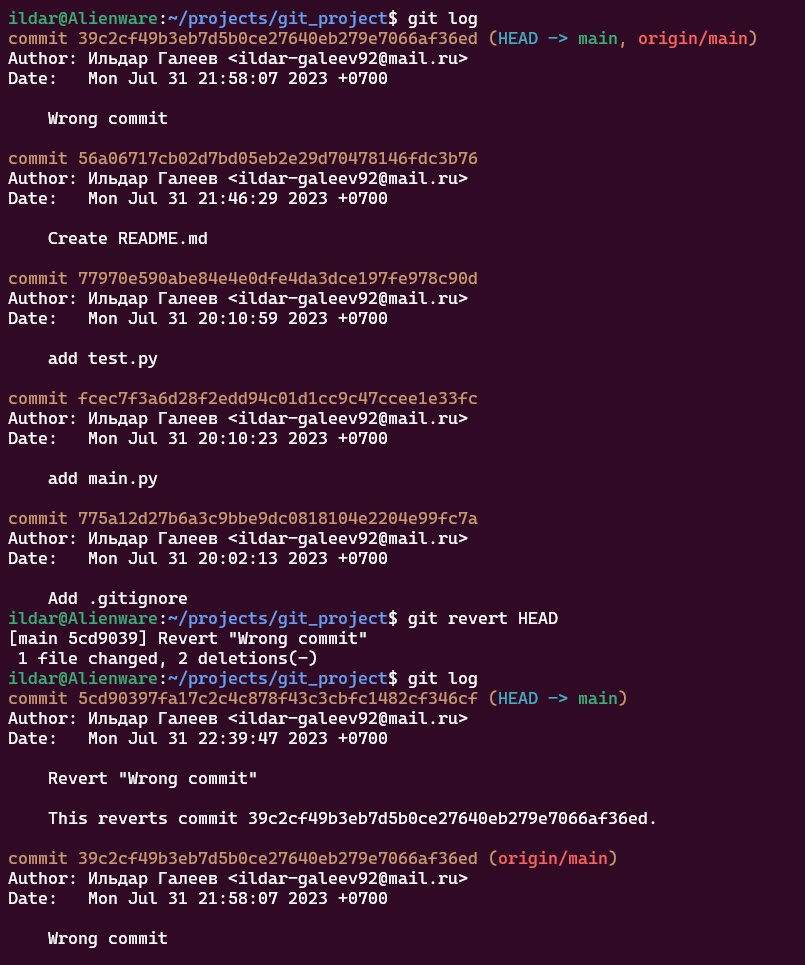 ildar@Alienware:~/projects/git_project$ git log
commit 39c2cf49b3eb7d5b0ce27640eb279e7066af36ed (HEAD -> main, origin/main)
Author: Ильдар Галеев <ildar-galeev92@mail.ru>
Date:   Mon Jul 31 21:58:07 2023 +0700
    Wrong commit
commit 56a06717cb02d7bd05eb2e29d70478146fdc3b76
Author: Ильдар Галеев <ildar-galeev92@mail.ru>
Date:   Mon Jul 31 21:46:29 2023 +0700
    Create README.md
commit 77970e590abe84e4e0dfe4da3dce197fe978c90d
Author: Ильдар Галеев <ildar-galeev92@mail.ru>
Date:   Mon Jul 31 20:10:59 2023 +0700
    add test.py
commit fcec7f3a6d28f2edd94c01d1cc9c47ccee1e33fc
Author: Ильдар Галеев <ildar-galeev92@mail.ru>
Date:   Mon Jul 31 20:10:23 2023 +0700
    add main.py
commit 775a12d27b6a3c9bbe9dc0818104e2204e99fc7a
Author: Ильдар Галеев <ildar-galeev92@mail.ru>
Date:   Mon Jul 31 20:02:13 2023 +0700
    Add .gitignore
ildar@Alienware:~/projects/git_project$ git revert HEAD
[main 5cd9039] Revert "Wrong commit"
 1 file changed, 2 deletions(-)
ildar@Alienware:~/projects/git_project$ git log
commit 5cd90397fa17c2c4c878f43c3cbfc1482cf346cf (HEAD -> main)
Author: Ильдар Галеев <ildar-galeev92@mail.ru>
Date:   Mon Jul 31 22:39:47 2023 +0700
    Revert "Wrong commit"
    This reverts commit 39c2cf49b3eb7d5b0ce27640eb279e7066af36ed.
commit 39c2cf49b3eb7d5b0ce27640eb279e7066af36ed (origin/main)
Author: Ильдар Галеев <ildar-galeev92@mail.ru>
Date:   Mon Jul 31 21:58:07 2023 +0700
    Wrong commit